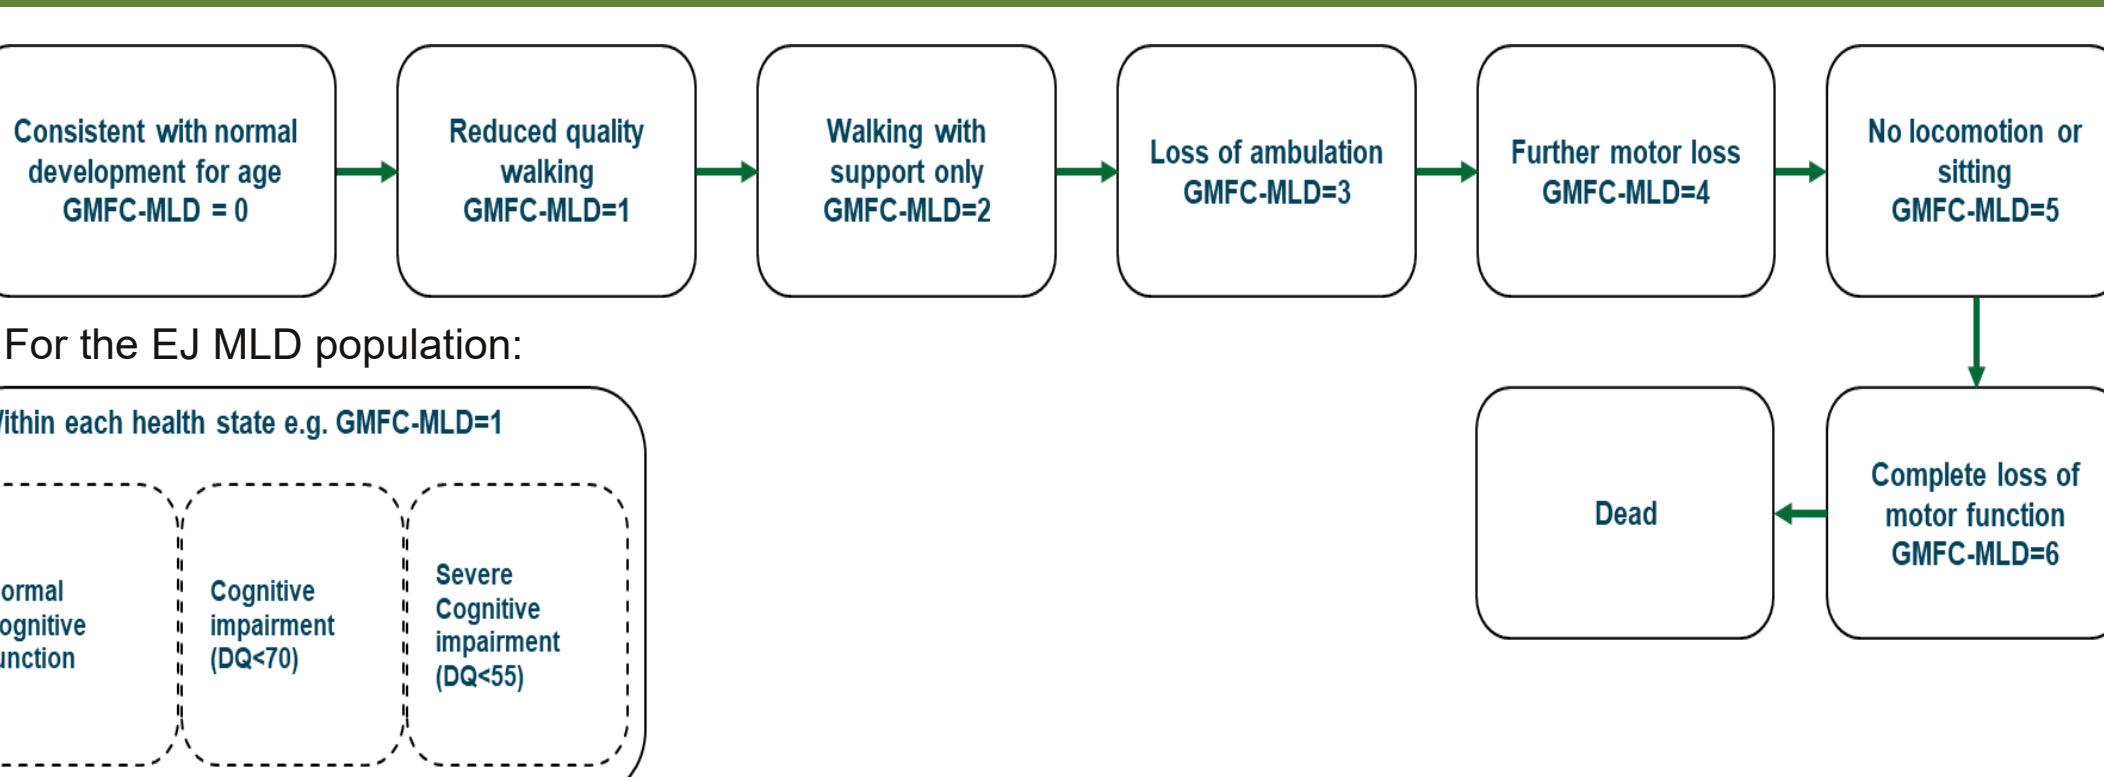 Consistent with normal
development for age
GMFC-MLD = 0
Reduced quality
walking
GMFC-MLD=1
Walking with
support only
GMFC-MLD=2
Loss of ambulation
GMFC-MLD=3
Further motor loss
GMFC-MLD=4
No locomotion or
sitting
GMFC-MLD=5
For the EJ MLD population:
ithin each health state e.g. GMFC-MLD=1
ormal
ognitive
unction
Cognitive
impairment
(DQ<70)
Severe
Cognitive
impairment
(DQ<55)
Dead
Complete loss of
motor function
GMFC-MLD=6